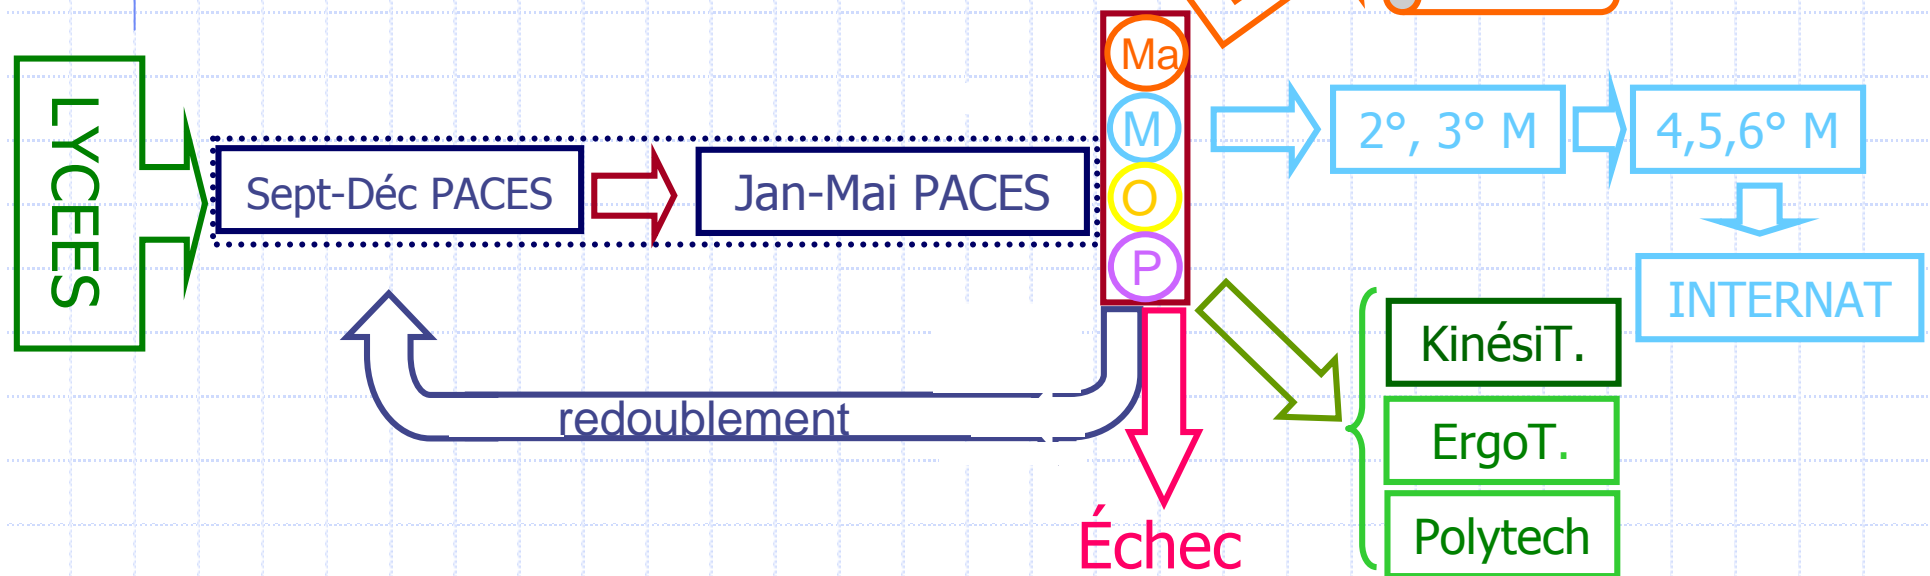 LYCEES
Sept-Déc PACES
Jan-Mai PACES
Ma
M
O
P
2°, 3° M
4,5,6° M
INTERNAT
KinésiT.
ErgoT.
Polytech
redoublement
Échec